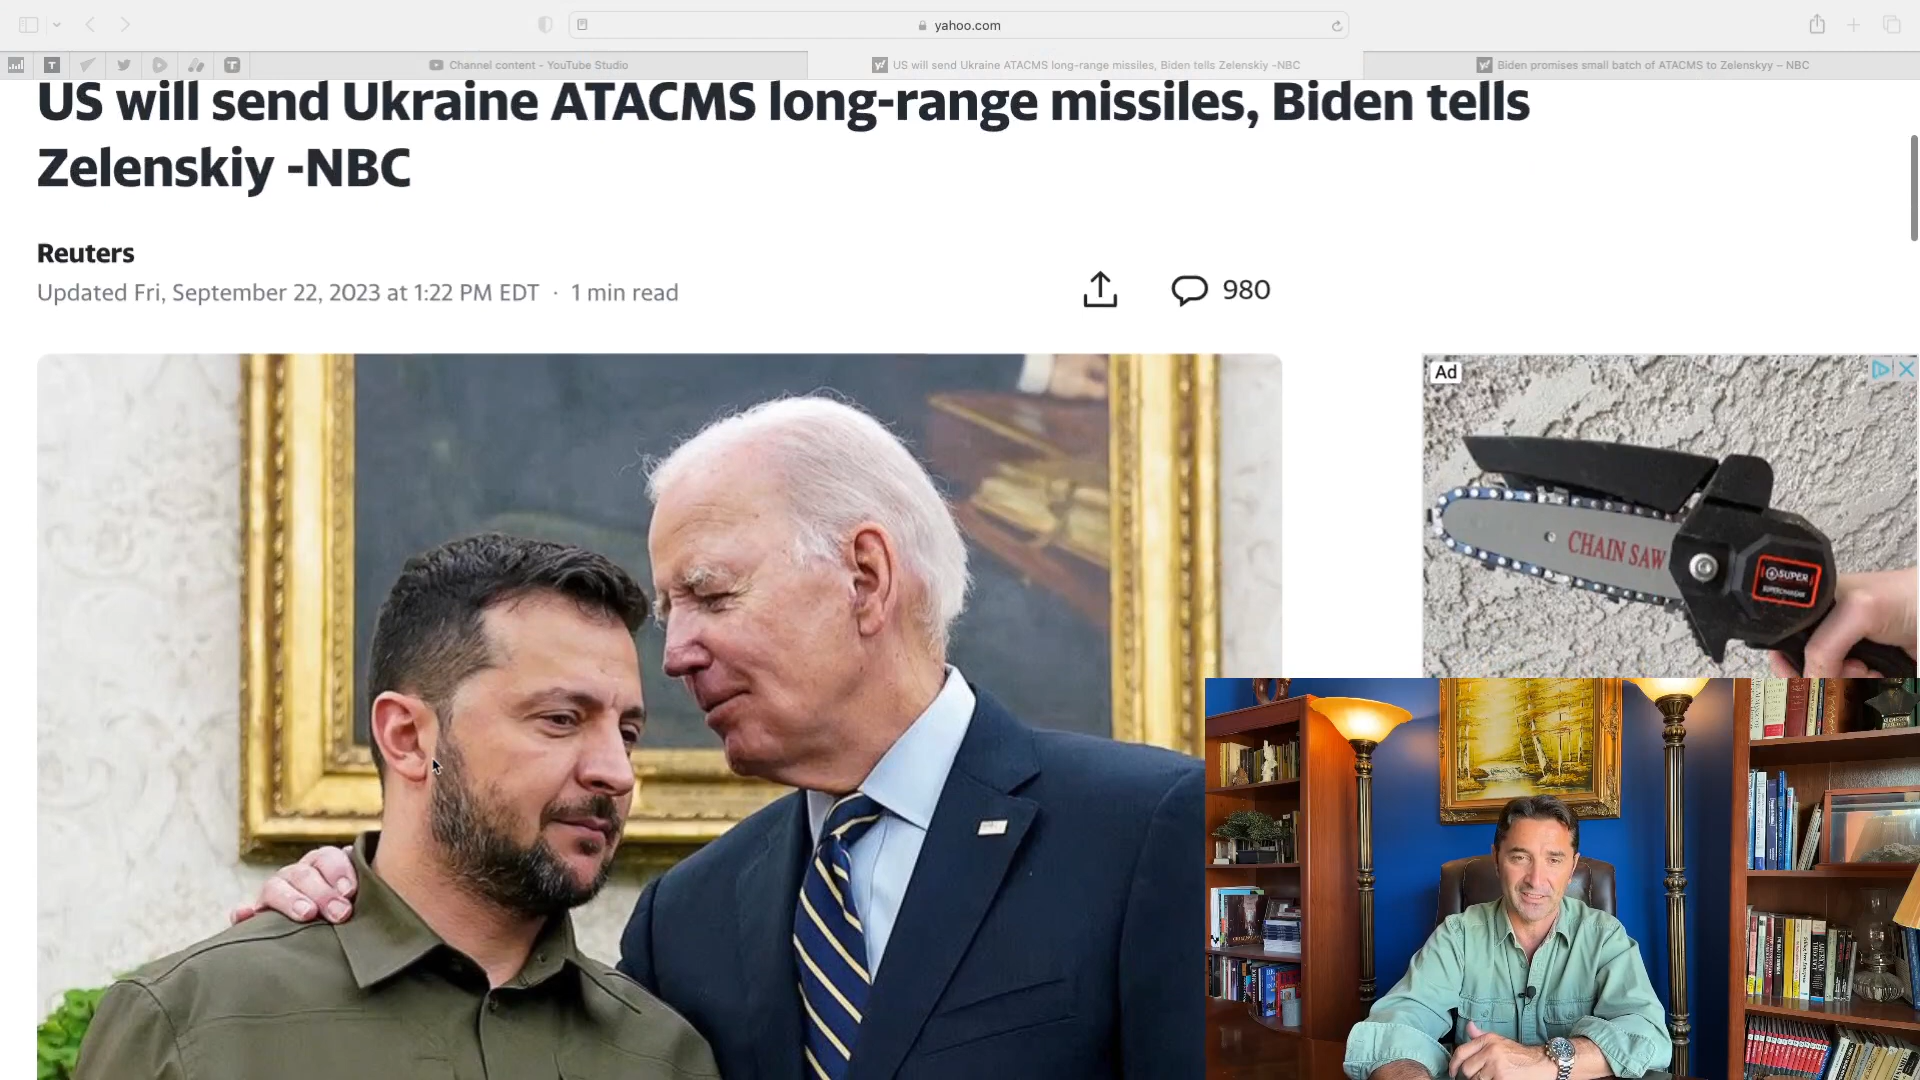 yahoo.com
Channel content - YouTube Studio
US will send Ukraine ATACMS long-range missiles, Biden tells Zelenskiy -NBC
Biden promises small batch of ATACMS to Zelenskyy – NBC
US will send Ukraine ATACMS long-range missiles, Biden tells
Zelenskiy -NBC
Reuters
Updated Fri, September 22, 2023 at 1:22 PM EDT · 1 min read
980
Ad
CHAIN SAW
SUPER